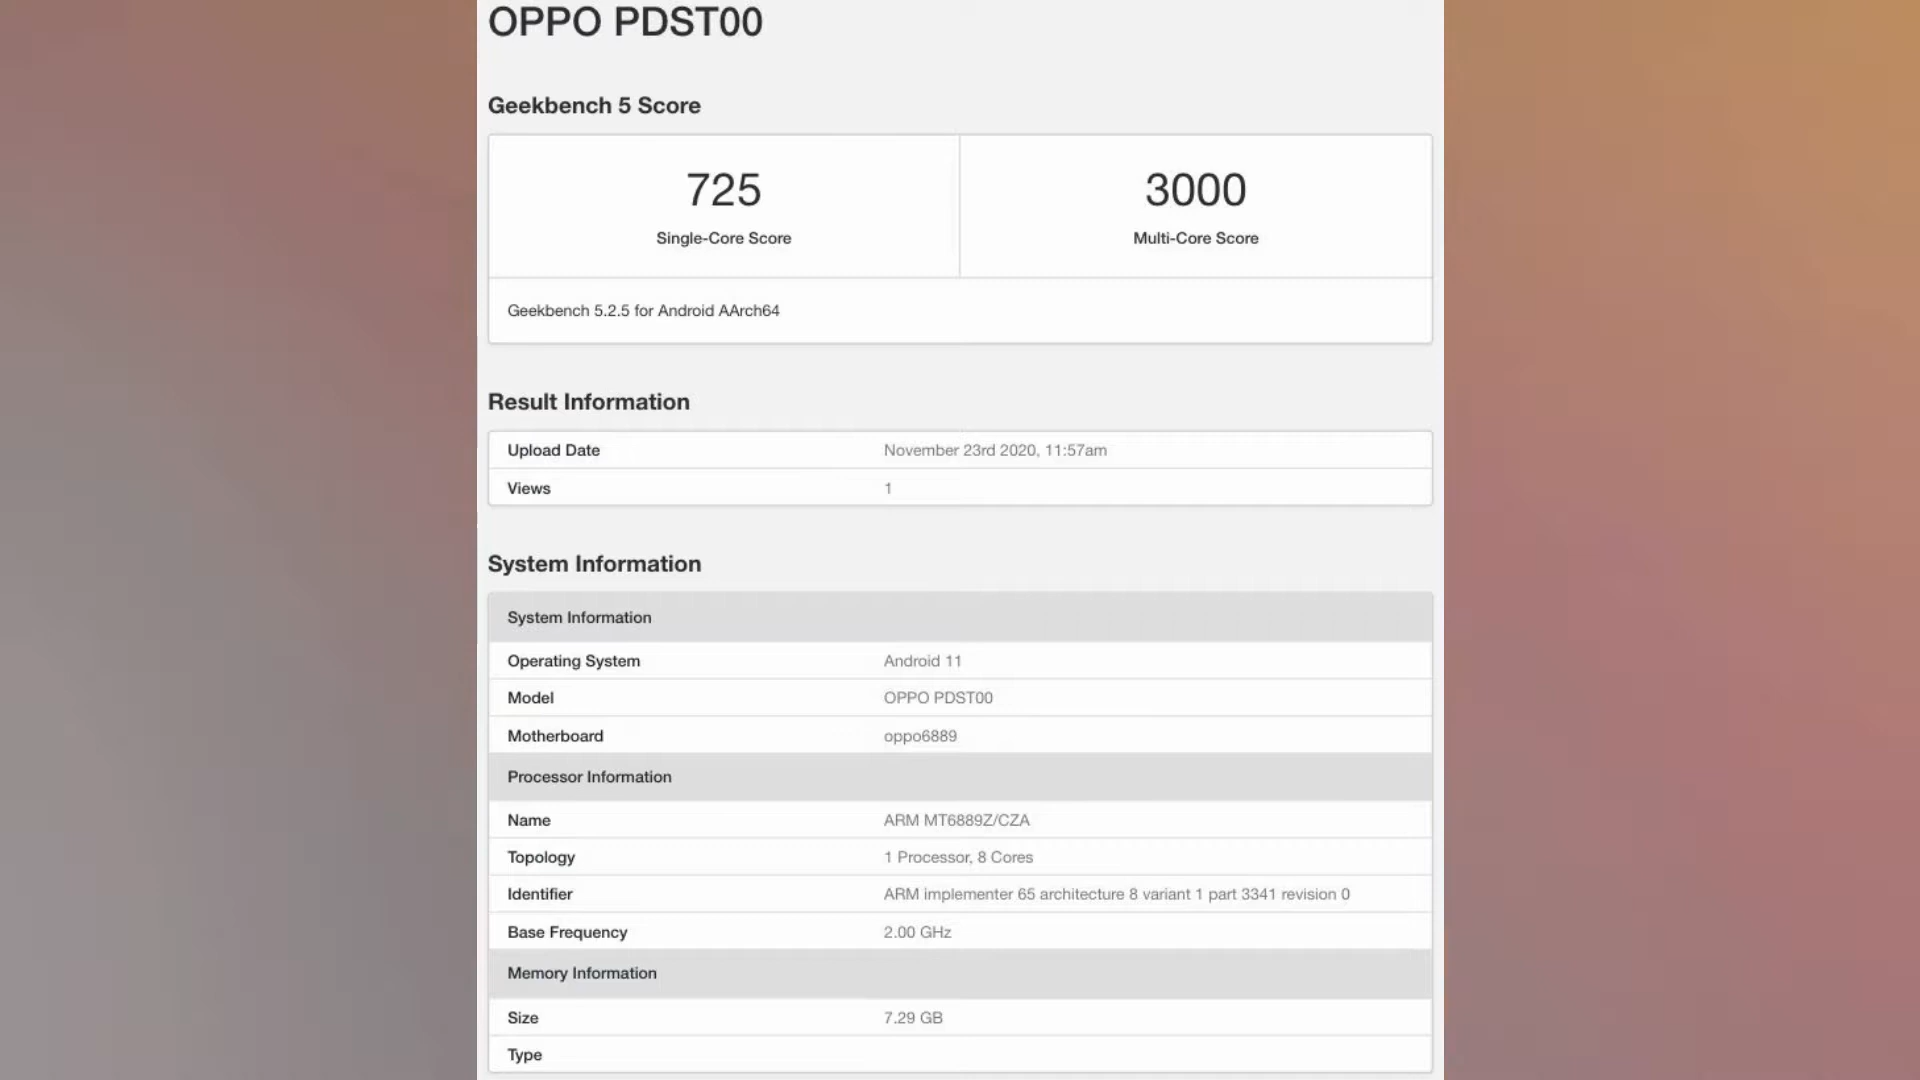 OPPO PDST00
Geekbench 5 Score
725
3000
Single-Core Score
Multi-Core Score
Geekbench 5.2.5 for Android AArch64
Result Information
Upload Date November 23rd 2020, 11:57am
Views 1
System Information
System Information
Operating System Android 11
Model OPPO PDST00
Motherboard oppo6889
Processor Information
Name ARM MT6889Z/CZA
Topology 1 Processor, 8 Cores
Identifier ARM implementer 65 architecture 8 variant 1 part 3341 revision 0
Base Frequency 2.00 GHz
Memory Information
Size 7.29 GB
Type